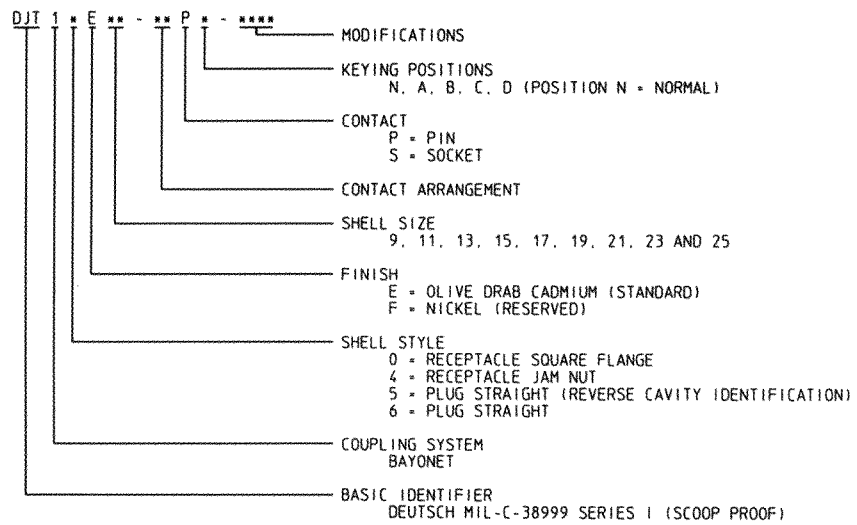 DJT 1 * E ** - ** P * - ****
MODIFICATIONS
KEYING POSITIONS
N, A, B, C, D (POSITION N = NORMAL)
CONTACT
P = PIN
S = SOCKET
CONTACT ARRANGEMENT
SHELL SIZE
9, 11, 13, 15, 17, 19, 21, 23 AND 25
FINISH
E = OLIVE DRAB CADMIUM (STANDARD)
F = NICKEL (RESERVED)
SHELL STYLE
0 = RECEPTACLE SQUARE FLANGE
4 = RECEPTACLE JAM NUT
5 = PLUG STRAIGHT (REVERSE CAVITY IDENTIFICATION)
6 = PLUG STRAIGHT
COUPLING SYSTEM
BAYONET
BASIC IDENTIFIER
DEUTSCH MIL-C-38999 SERIES I (SCOOP PROOF)